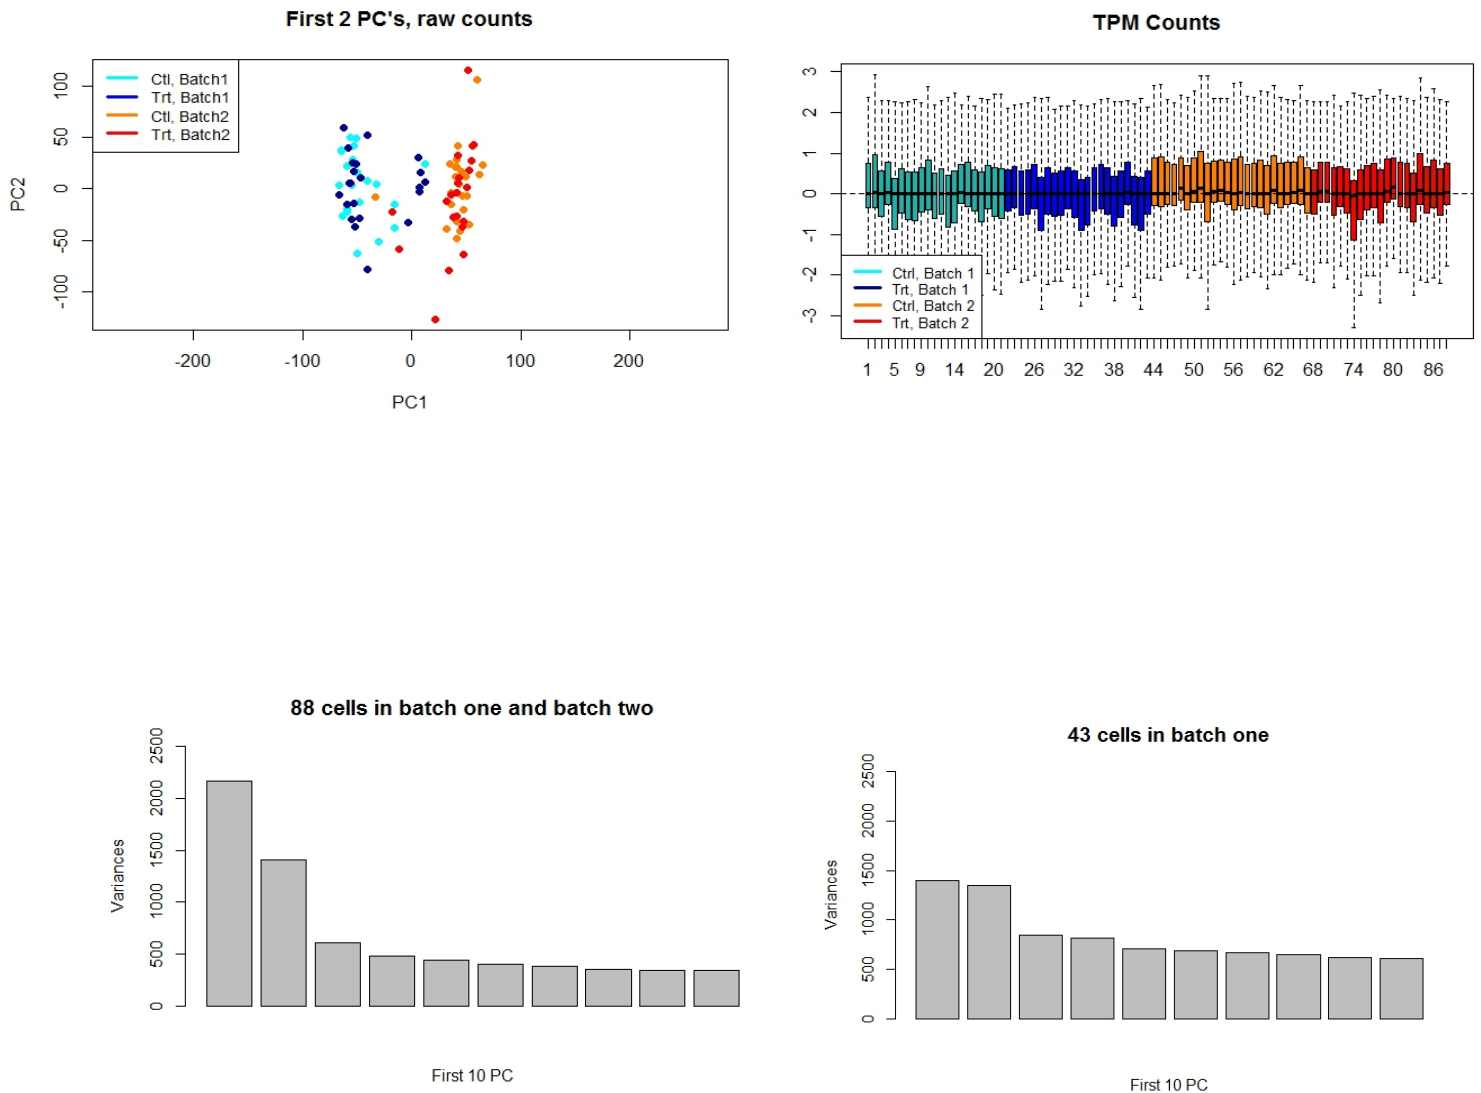 First 2 PC's, raw counts
Ctl, Batch1
Trt, Batch1
Ctl, Batch2
Trt, Batch2
100
50
0
-50
-100
PC2
-200 -100 0 100 200
PC1
TPM Counts
3
2
1
0
-1
-2
-3
Ctrl, Batch 1
Trt, Batch 1
Ctrl, Batch 2
Trt, Batch 2
1 5 9 14 20 26 32 38 44 50 56 62 68 74 80 86
88 cells in batch one and batch two
2500
2000
1500
1000
500
0
Variances
First 10 PC
43 cells in batch one
2500
2000
1500
1000
500
0
Variances
First 10 PC